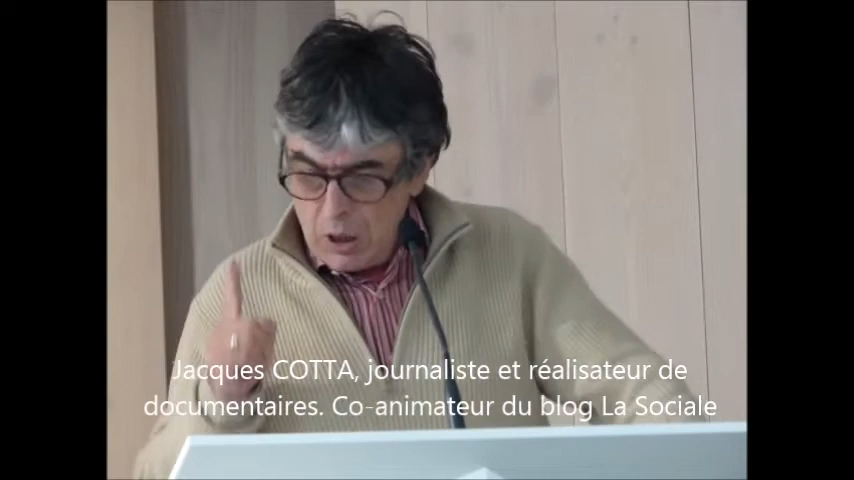 Jacques COTTA, journaliste et réalisateur de
documentaires. Co-animateur du blog La Sociale